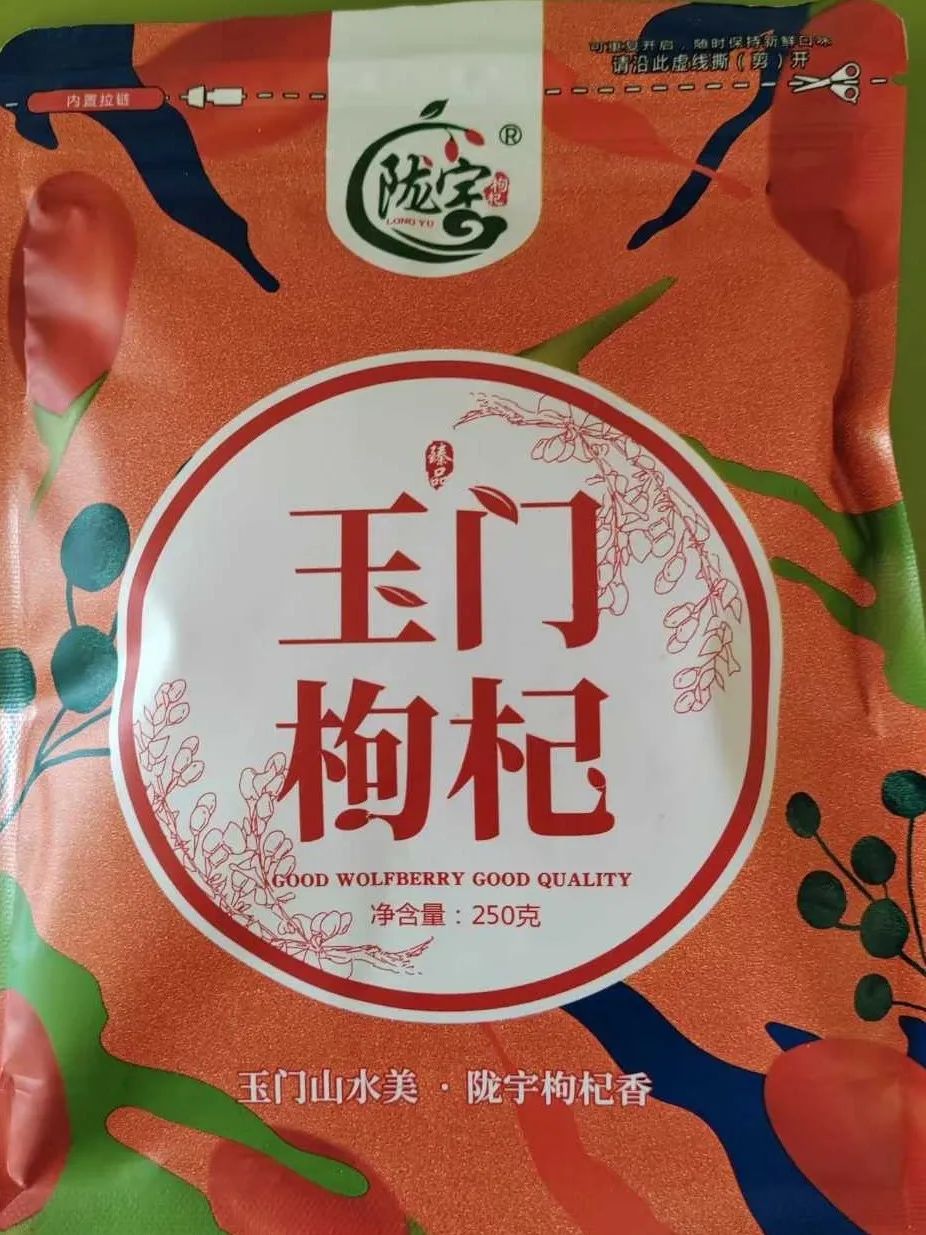 可重复开启，随时保持新鲜口味
请沿此虚线撕（剪）开
内置拉链
®
陇宇
枸杞
LONG YU
臻品
玉门
枸杞
GOOD WOLFBERRY GOOD QUALITY
净含量：250克
玉门山水美·陇宇枸杞香